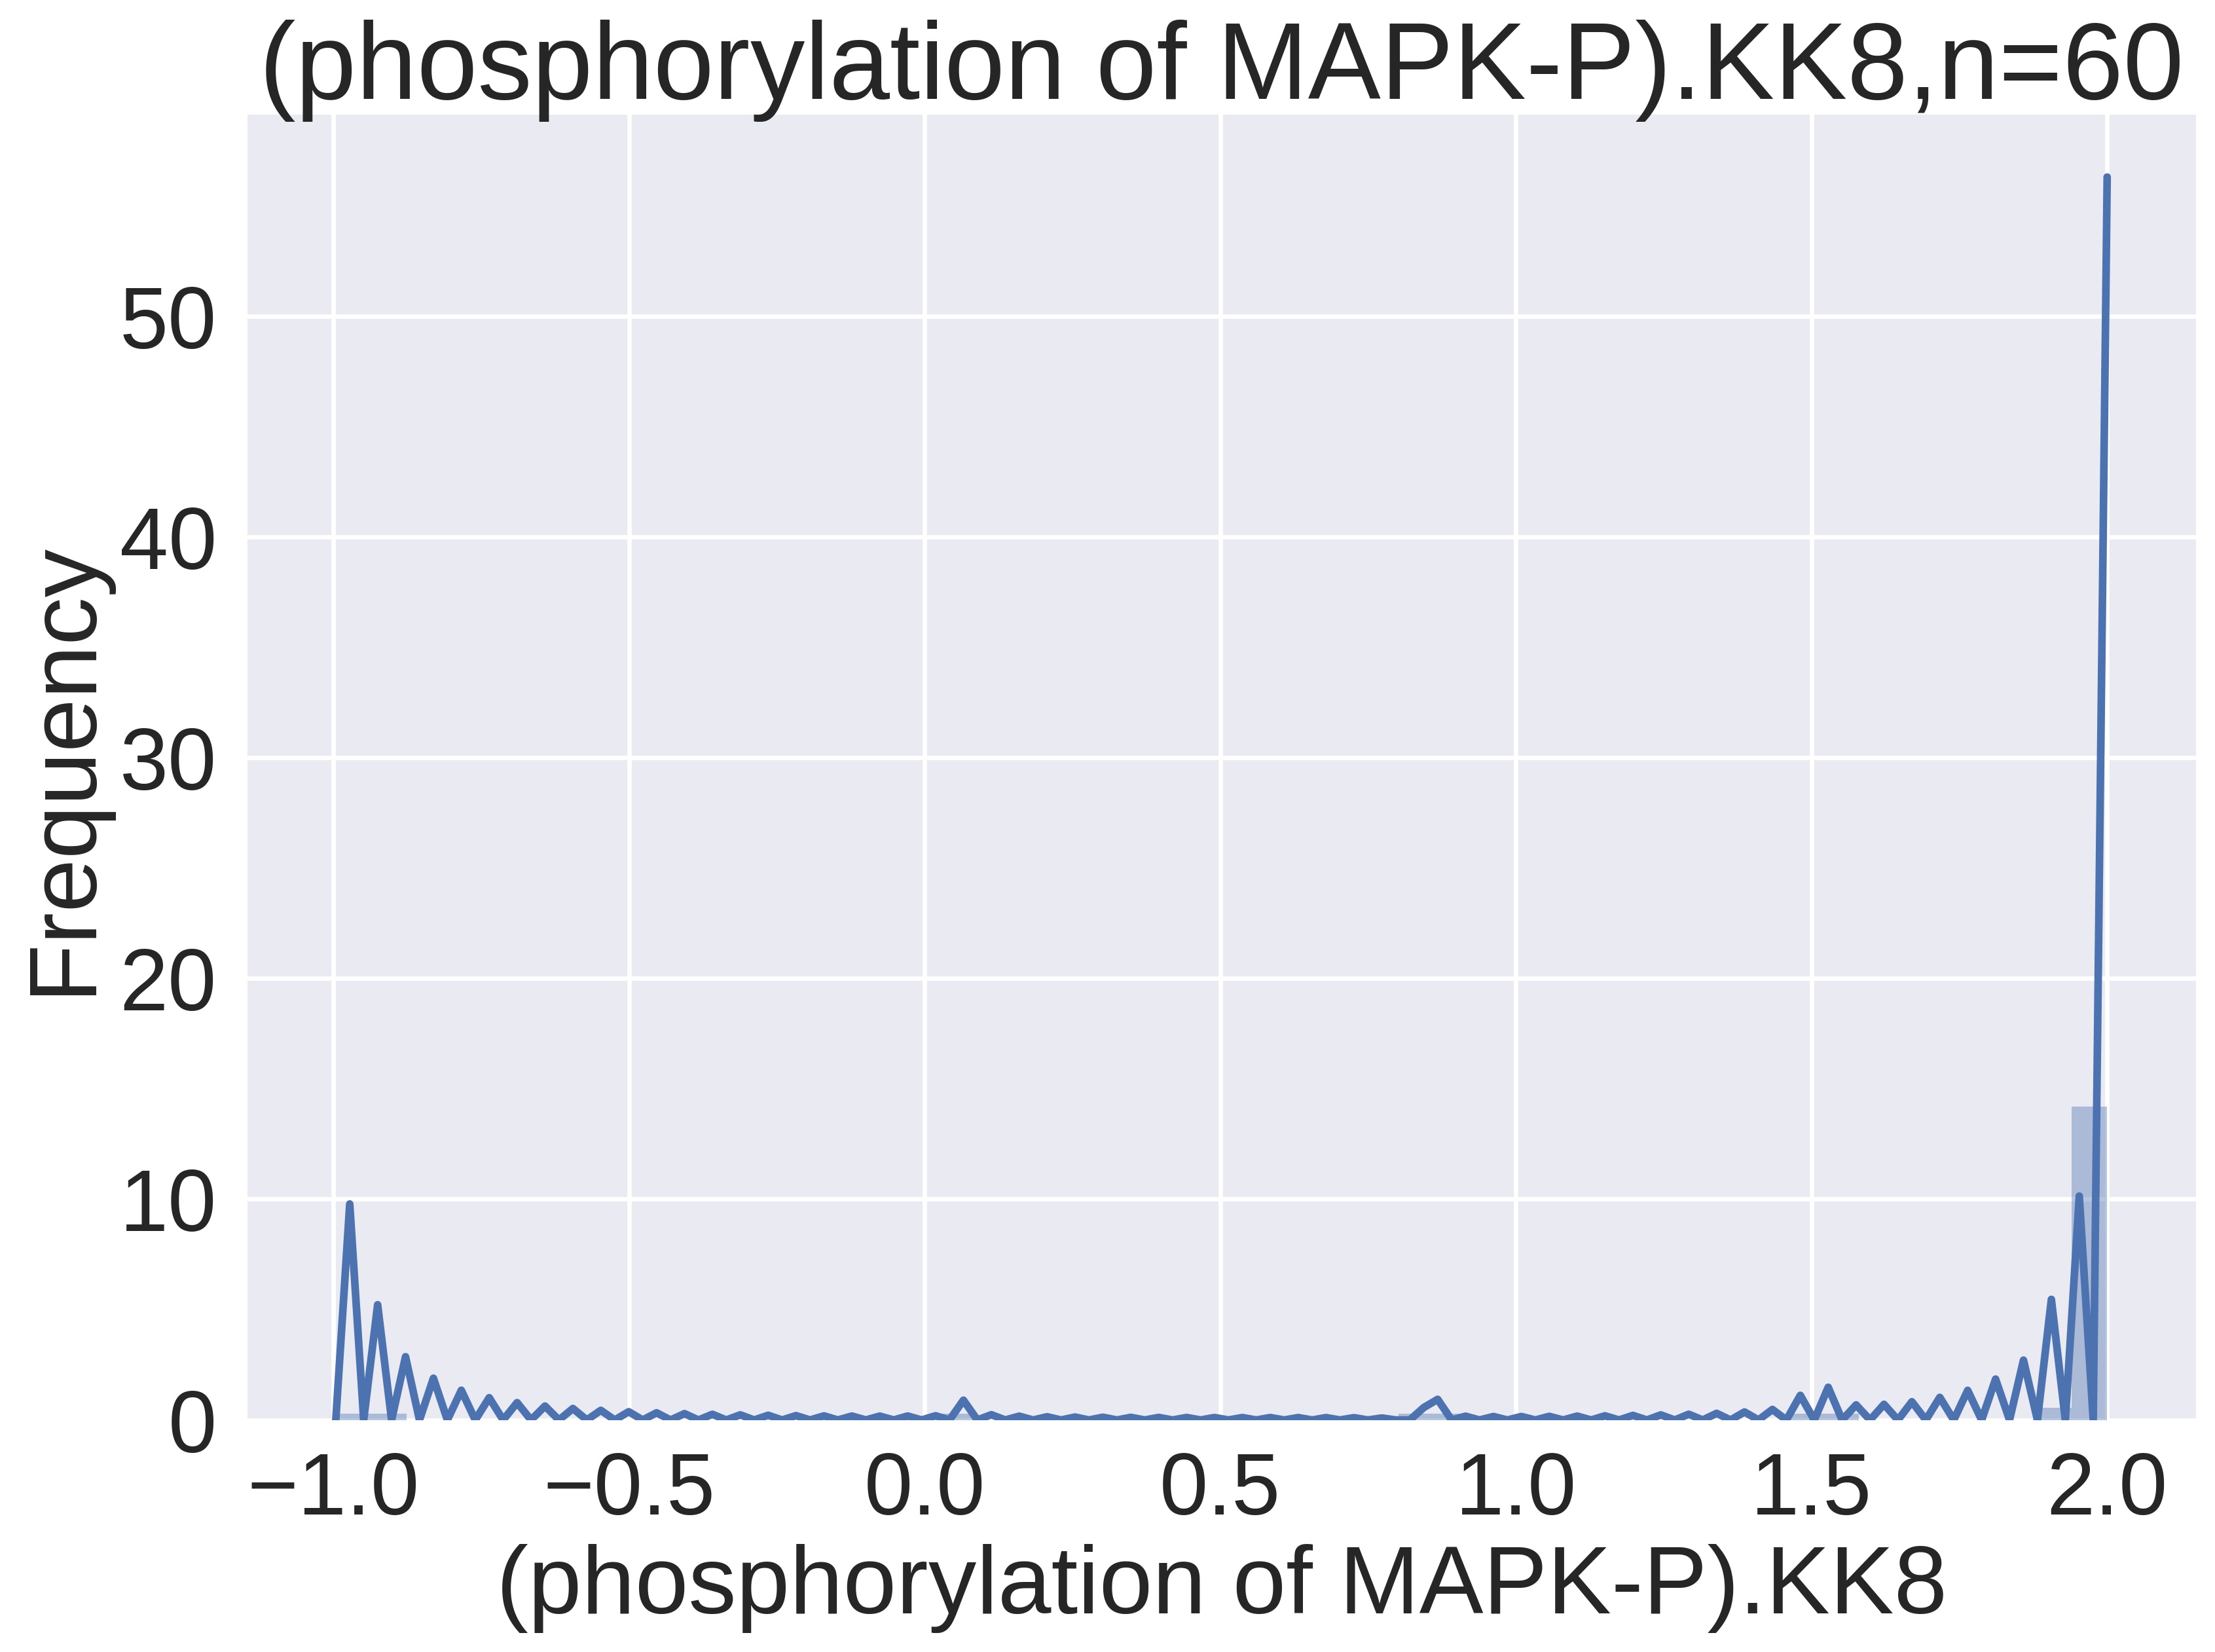 (phosphorylation of MAPK-P).KK8,n=60
50
40
30
20
10
0
Frequency
−1.0 −0.5 0.0 0.5 1.0 1.5 2.0
(phosphorylation of MAPK-P).KK8